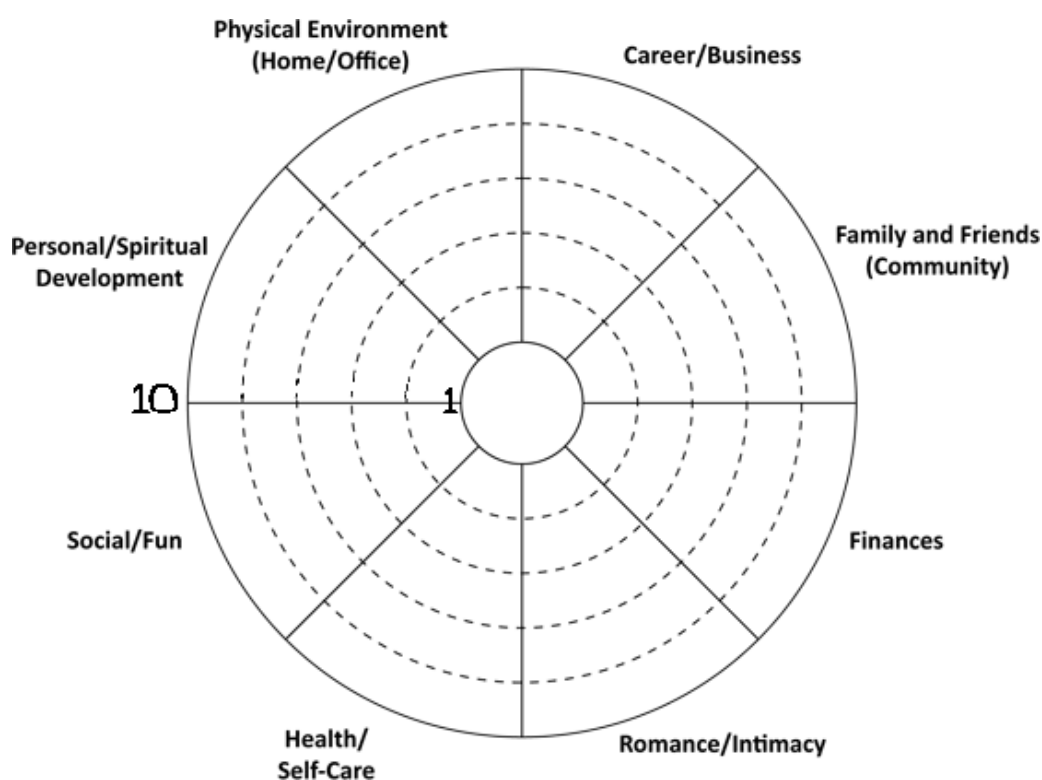 Physical Environment
(Home/Office)
Career/Business
Personal/Spiritual
Development
Family and Friends
(Community)
10
1
Social/Fun
Finances
Health/
Self-Care
Romance/Intimacy